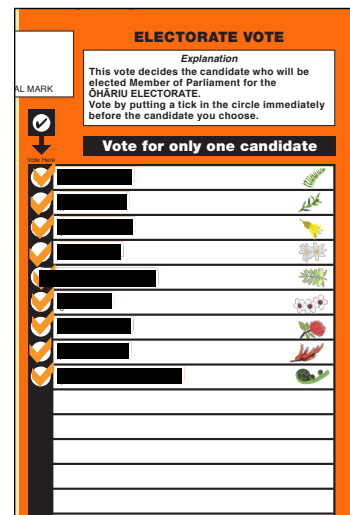 ELECTORATE VOTE
Explanation
This vote decides the candidate who will be
elected Member of Parliament for the
ŌHĀRIU ELECTORATE.
Vote by putting a tick in the circle immediately
before the candidate you choose.
AL MARK
Vote Here
Vote for only one candidate